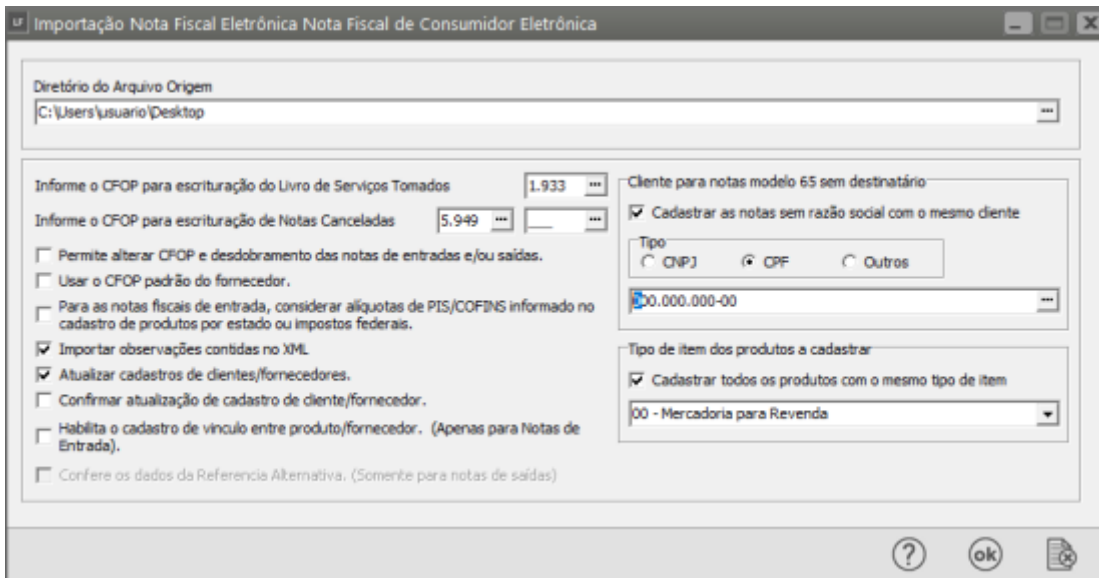 LF Importação Nota Fiscal Eletrônica Nota Fiscal de Consumidor Eletrônica
Diretório do Arquivo Origem
C:\Users\usuario\Desktop
Informe o CFOP para escrituração do Livro de Serviços Tomados 1.933
Informe o CFOP para escrituração de Notas Canceladas 5.949
Permite alterar CFOP e desdobramento das notas de entradas e/ou saídas.
Usar o CFOP padrão do fornecedor.
Para as notas fiscais de entrada, considerar alíquotas de PIS/COFINS informado no
cadastro de produtos por estado ou impostos federais.
Importar observações contidas no XML
Atualizar cadastros de clientes/fornecedores.
Confirmar atualização de cadastro de cliente/fornecedor.
Habilita o cadastro de vinculo entre produto/fornecedor. (Apenas para Notas de
Entrada).
Confere os dados da Referencia Alternativa. (Somente para notas de saídas)
Cliente para notas modelo 65 sem destinatário
Cadastrar as notas sem razão social com o mesmo cliente
Tipo
CNPJ CPF Outros
000.000.000-00
Tipo de item dos produtos a cadastrar
Cadastrar todos os produtos com o mesmo tipo de item
00 - Mercadoria para Revenda
? ok